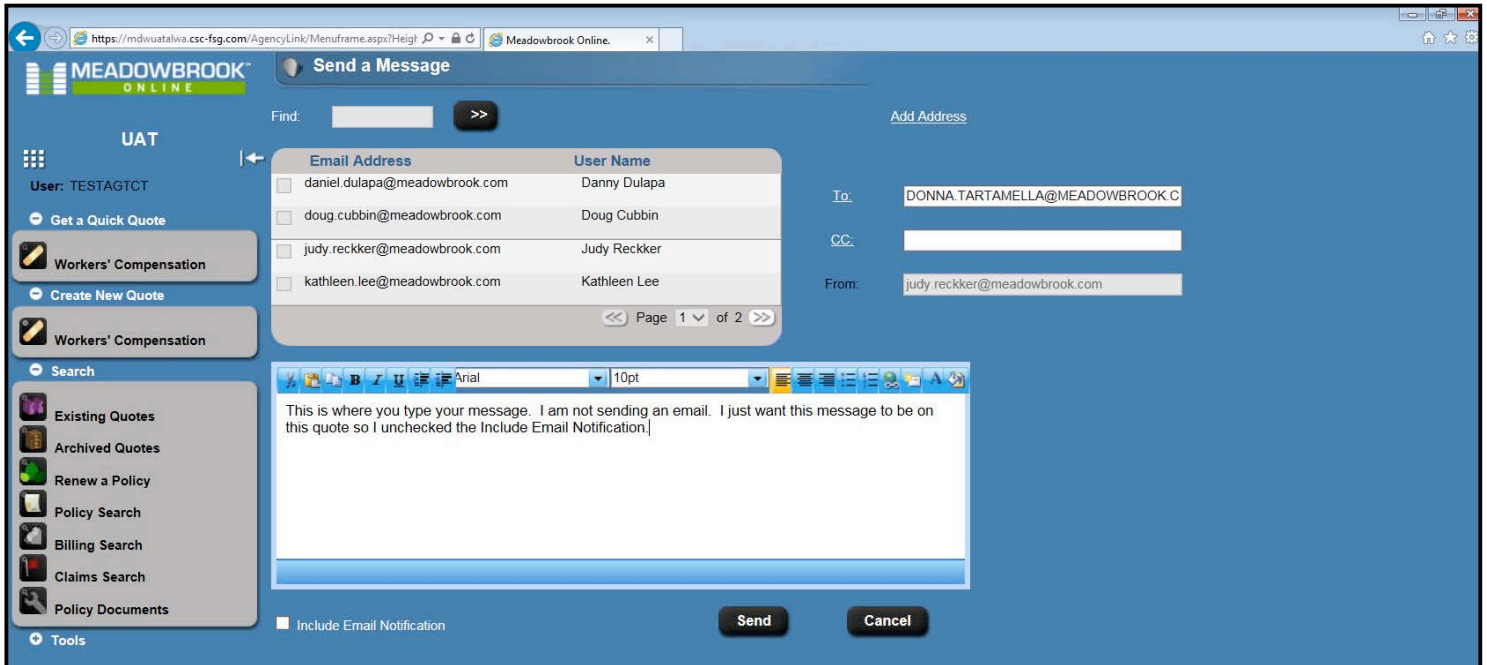 https://mdwuatalwa.csc-fsg.com/AgencyLink/Menuframe.aspx?Heigh
Meadowbrook Online.
MEADOWBROOK
ONLINE
UAT
User: TESTAGTCT
Get a Quick Quote
Workers' Compensation
Create New Quote
Workers' Compensation
Search
Existing Quotes
Archived Quotes
Renew a Policy
Policy Search
Billing Search
Claims Search
Policy Documents
Tools
Send a Message
Find: >>
Add Address
Email Address User Name
daniel.dulapa@meadowbrook.com Danny Dulapa
doug.cubbin@meadowbrook.com Doug Cubbin
judy.reckker@meadowbrook.com Judy Reckker
kathleen.lee@meadowbrook.com Kathleen Lee
<< Page 1 of 2 >>
To: DONNA.TARTAMELLA@MEADOWBROOK.C
CC:
From: judy.reckker@meadowbrook.com
B I U Arial 10pt A
This is where you type your message. I am not sending an email. I just want this message to be on
this quote so I unchecked the Include Email Notification.
Include Email Notification
Send Cancel